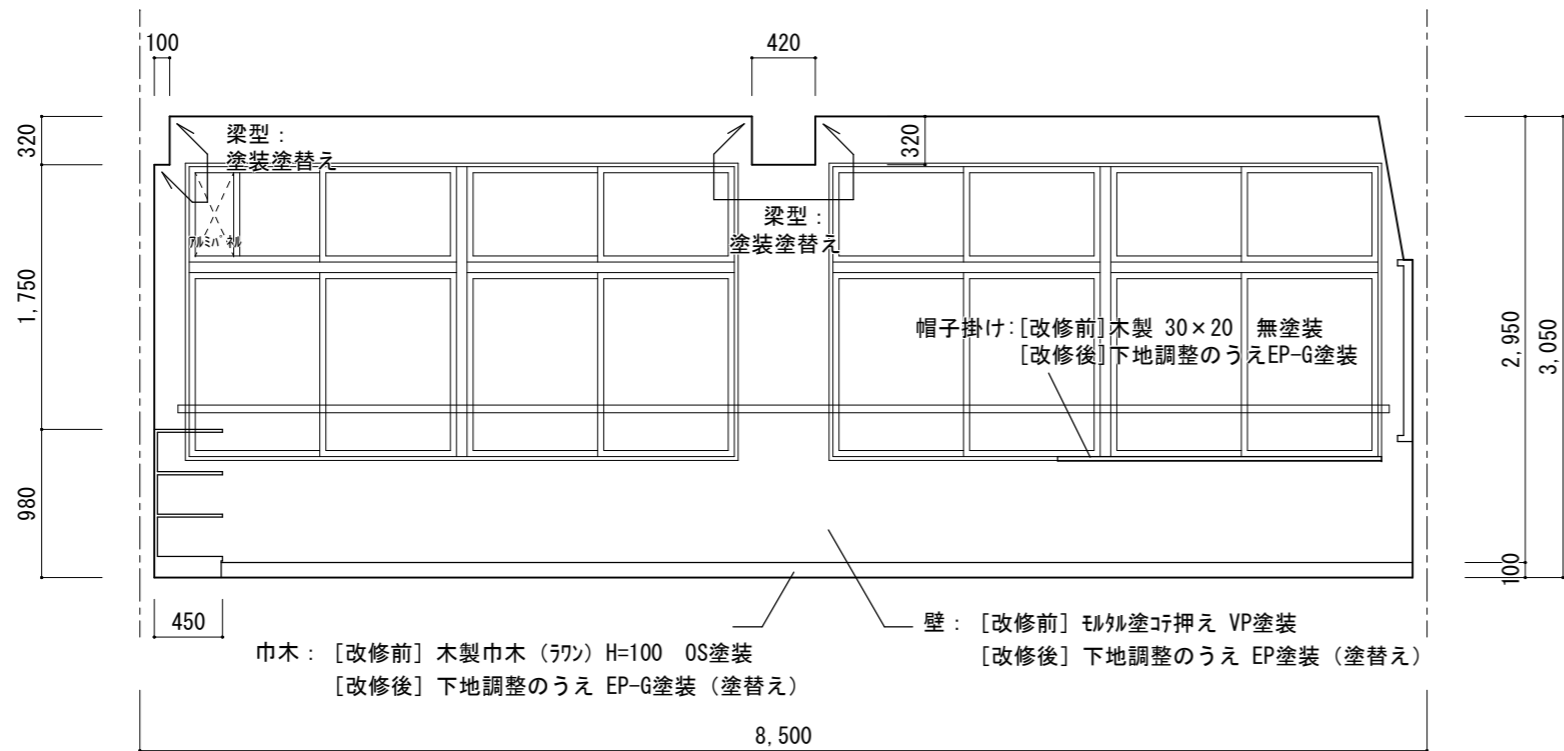 100
420
320
梁型：
塗装塗替え
320
梁型：
塗装塗替え
ｱﾙﾐﾊﾟﾈﾙ
1,750
帽子掛け：[改修前]木製 30×20　無塗装
[改修後]下地調整のうえEP-G塗装
2,950
3,050
980
100
450
壁：［改修前］ﾓﾙﾀﾙ塗ｺﾃ押え VP塗装
［改修後］下地調整のうえ EP塗装（塗替え）
巾木：［改修前］木製巾木（ﾗﾜﾝ）H=100　OS塗装
［改修後］下地調整のうえ EP-G塗装（塗替え）
8,500